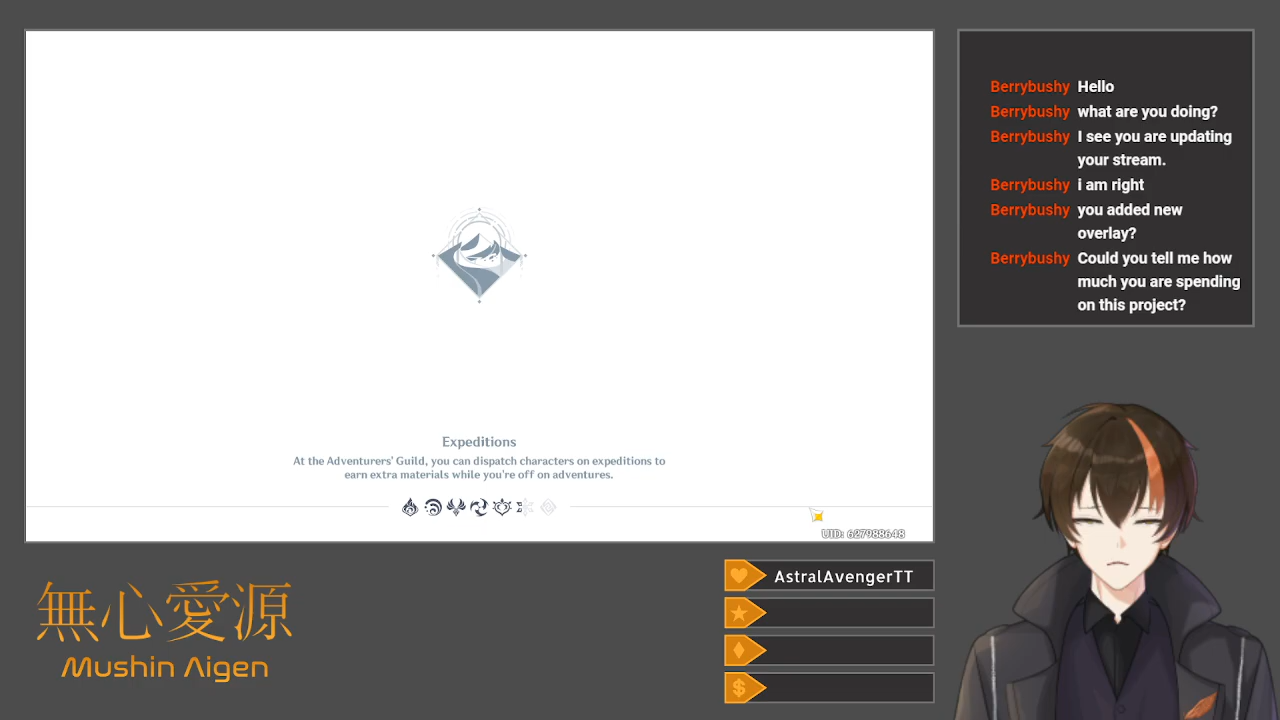 Expeditions
At the Adventurers' Guild, you can dispatch characters on expeditions to
earn extra materials while you're off on adventures.
UID: 627988648
Berrybushy Hello
Berrybushy what are you doing?
Berrybushy I see you are updating
your stream.
Berrybushy i am right
Berrybushy you added new
overlay?
Berrybushy Could you tell me how
much you are spending
on this project?
無心愛源
Mushin Aigen
AstralAvengerTT
$